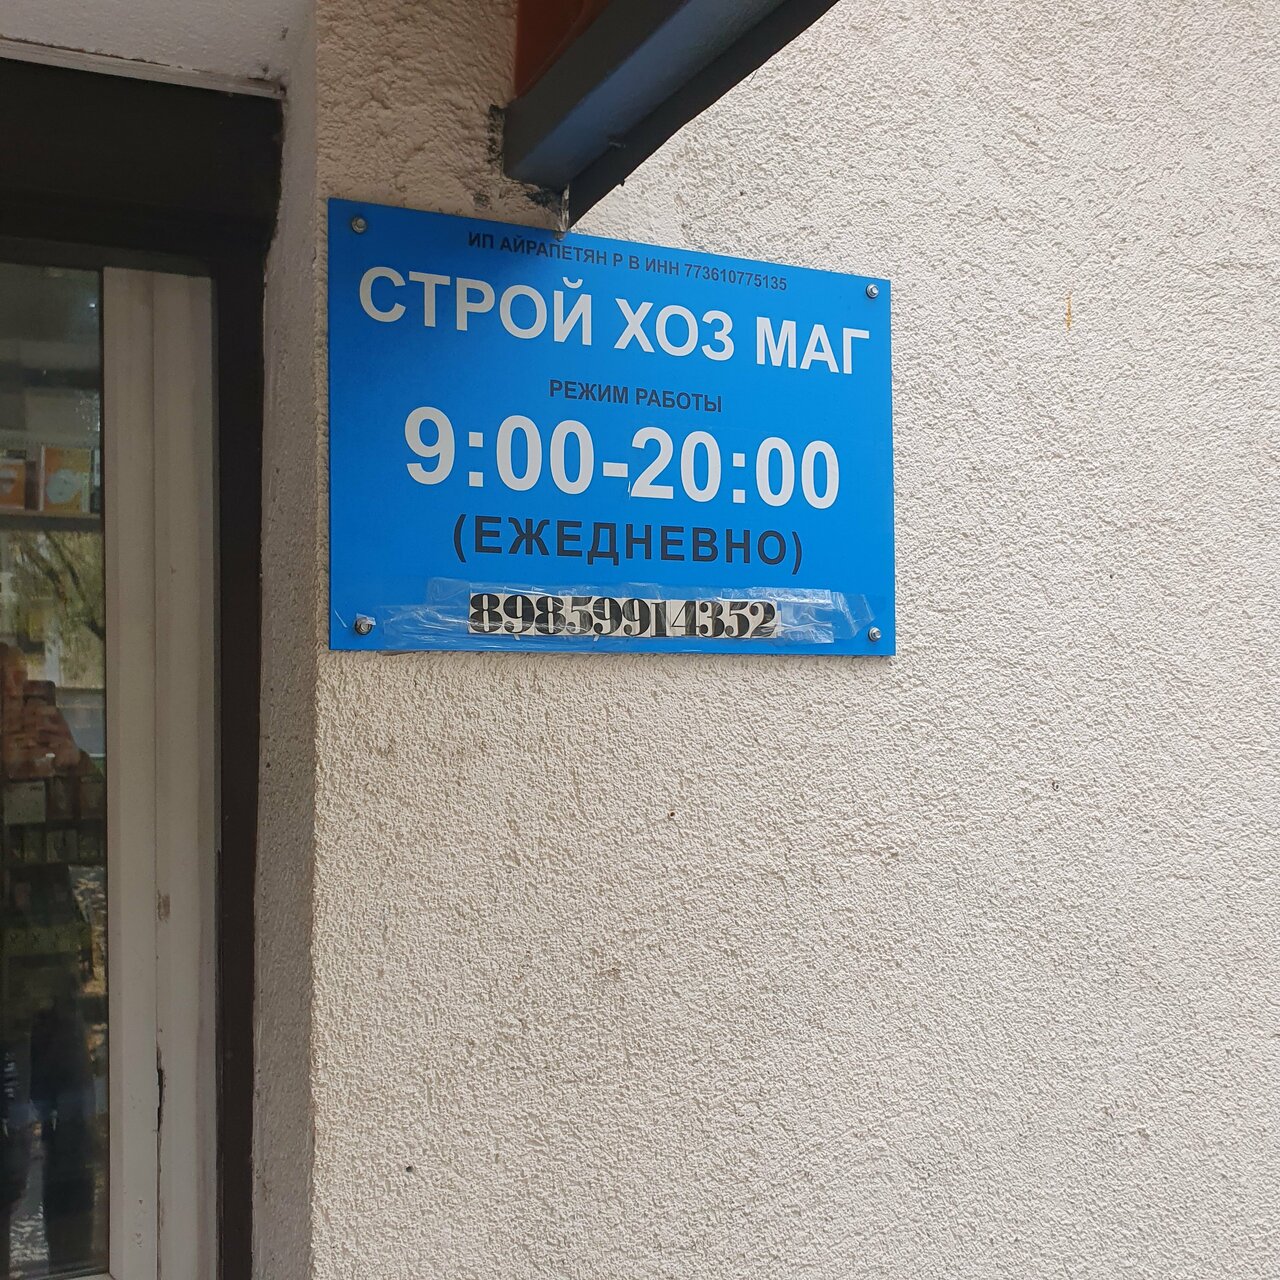 ИП АЙРАПЕТЯН Р В ИНН 773610775135
СТРОЙ ХОЗ МАГ
РЕЖИМ РАБОТЫ
9:00-20:00
(ЕЖЕДНЕВНО)
89859914352